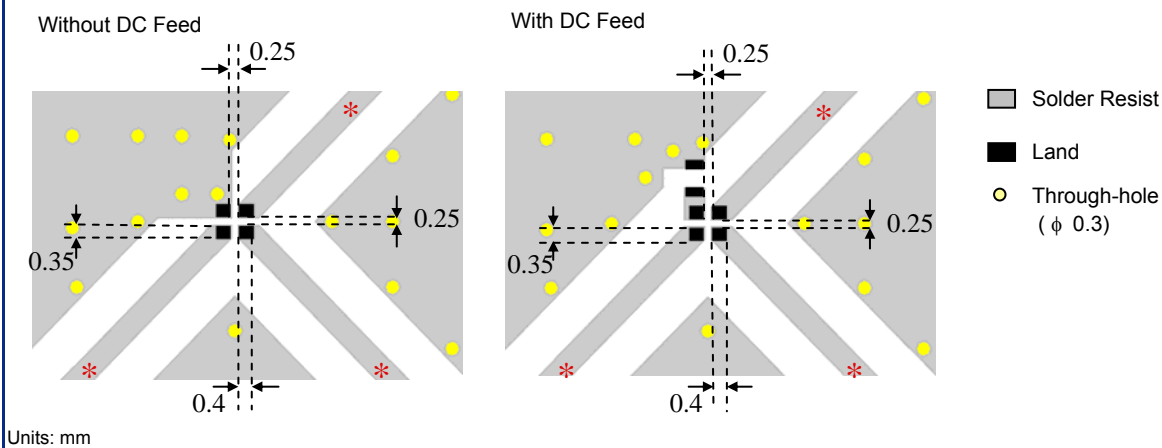 Without DC Feed
0.25
*
0.25
0.35
*
*
0.4
With DC Feed
0.25
*
0.25
0.35
*
*
0.4
Solder Resist
Land
Through-hole
( ϕ 0.3)
Units: mm